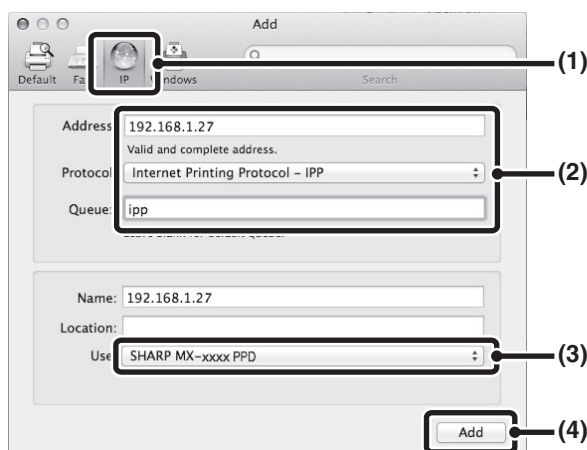 Add
(1)
Default Fa IP ndows Search
Address 192.168.1.27
Valid and complete address.
Protocol Internet Printing Protocol – IPP
(2)
Queue: ipp
Name: 192.168.1.27
Location:
Use SHARP MX-xxxx PPD
(3)
Add
(4)